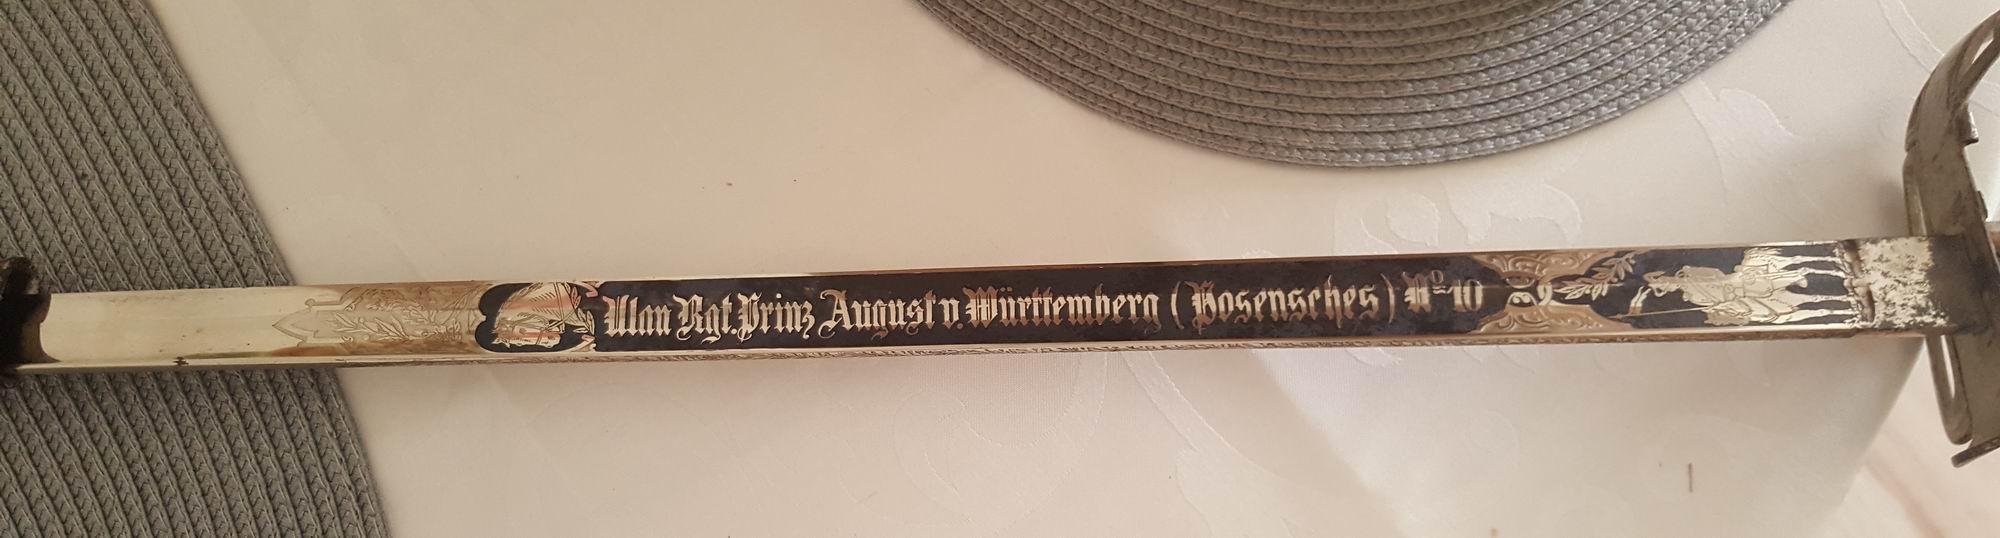 Ulan Rgt. Prinz August v. Württemberg (Posensches) No 10